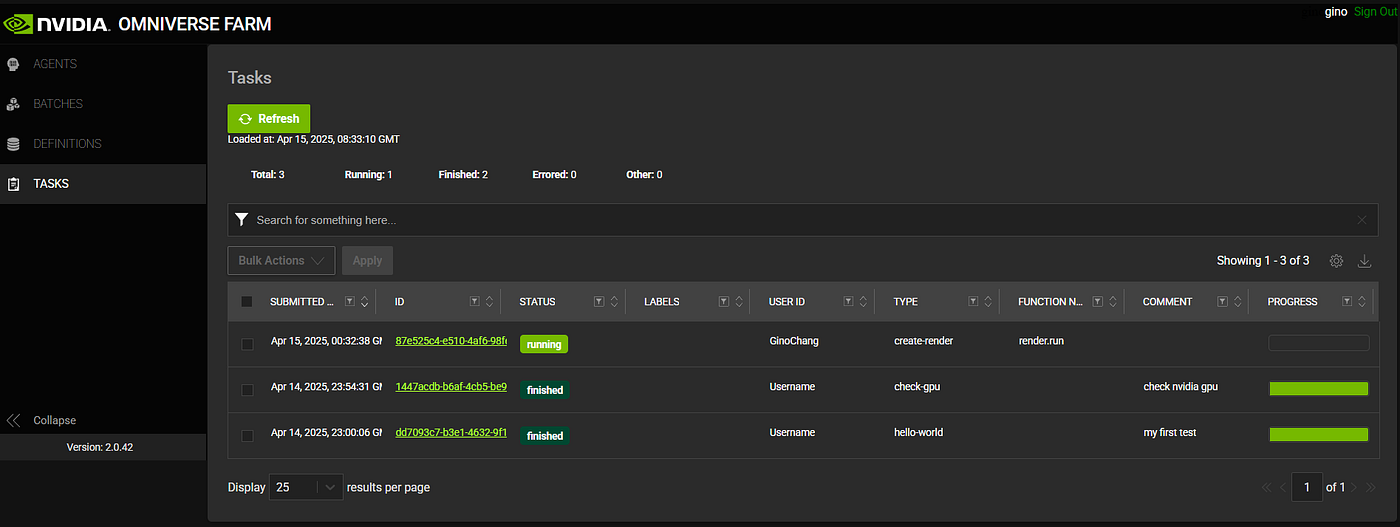 NVIDIA. OMNIVERSE FARM
gino Sign Out
AGENTS
BATCHES
DEFINITIONS
TASKS
Collapse
Version: 2.0.42
Tasks
Refresh
Loaded at: Apr 15, 2025, 08:33:10 GMT
Total: 3 Running: 1 Finished: 2 Errored: 0 Other: 0
Search for something here...
Bulk Actions Apply
Showing 1 - 3 of 3
SUBMITTED ... ID STATUS LABELS USER ID TYPE FUNCTION N... COMMENT PROGRESS
Apr 15, 2025, 00:32:38 GM 87e525c4-e510-4af6-98fe running GinoChang create-render render.run
Apr 14, 2025, 23:54:31 GM 1447acdb-b6af-4cb5-be9 finished Username check-gpu check nvidia gpu
Apr 14, 2025, 23:00:06 GM dd7093c7-b3e1-4632-9f1 finished Username hello-world my first test
Display 25 results per page
1 of 1